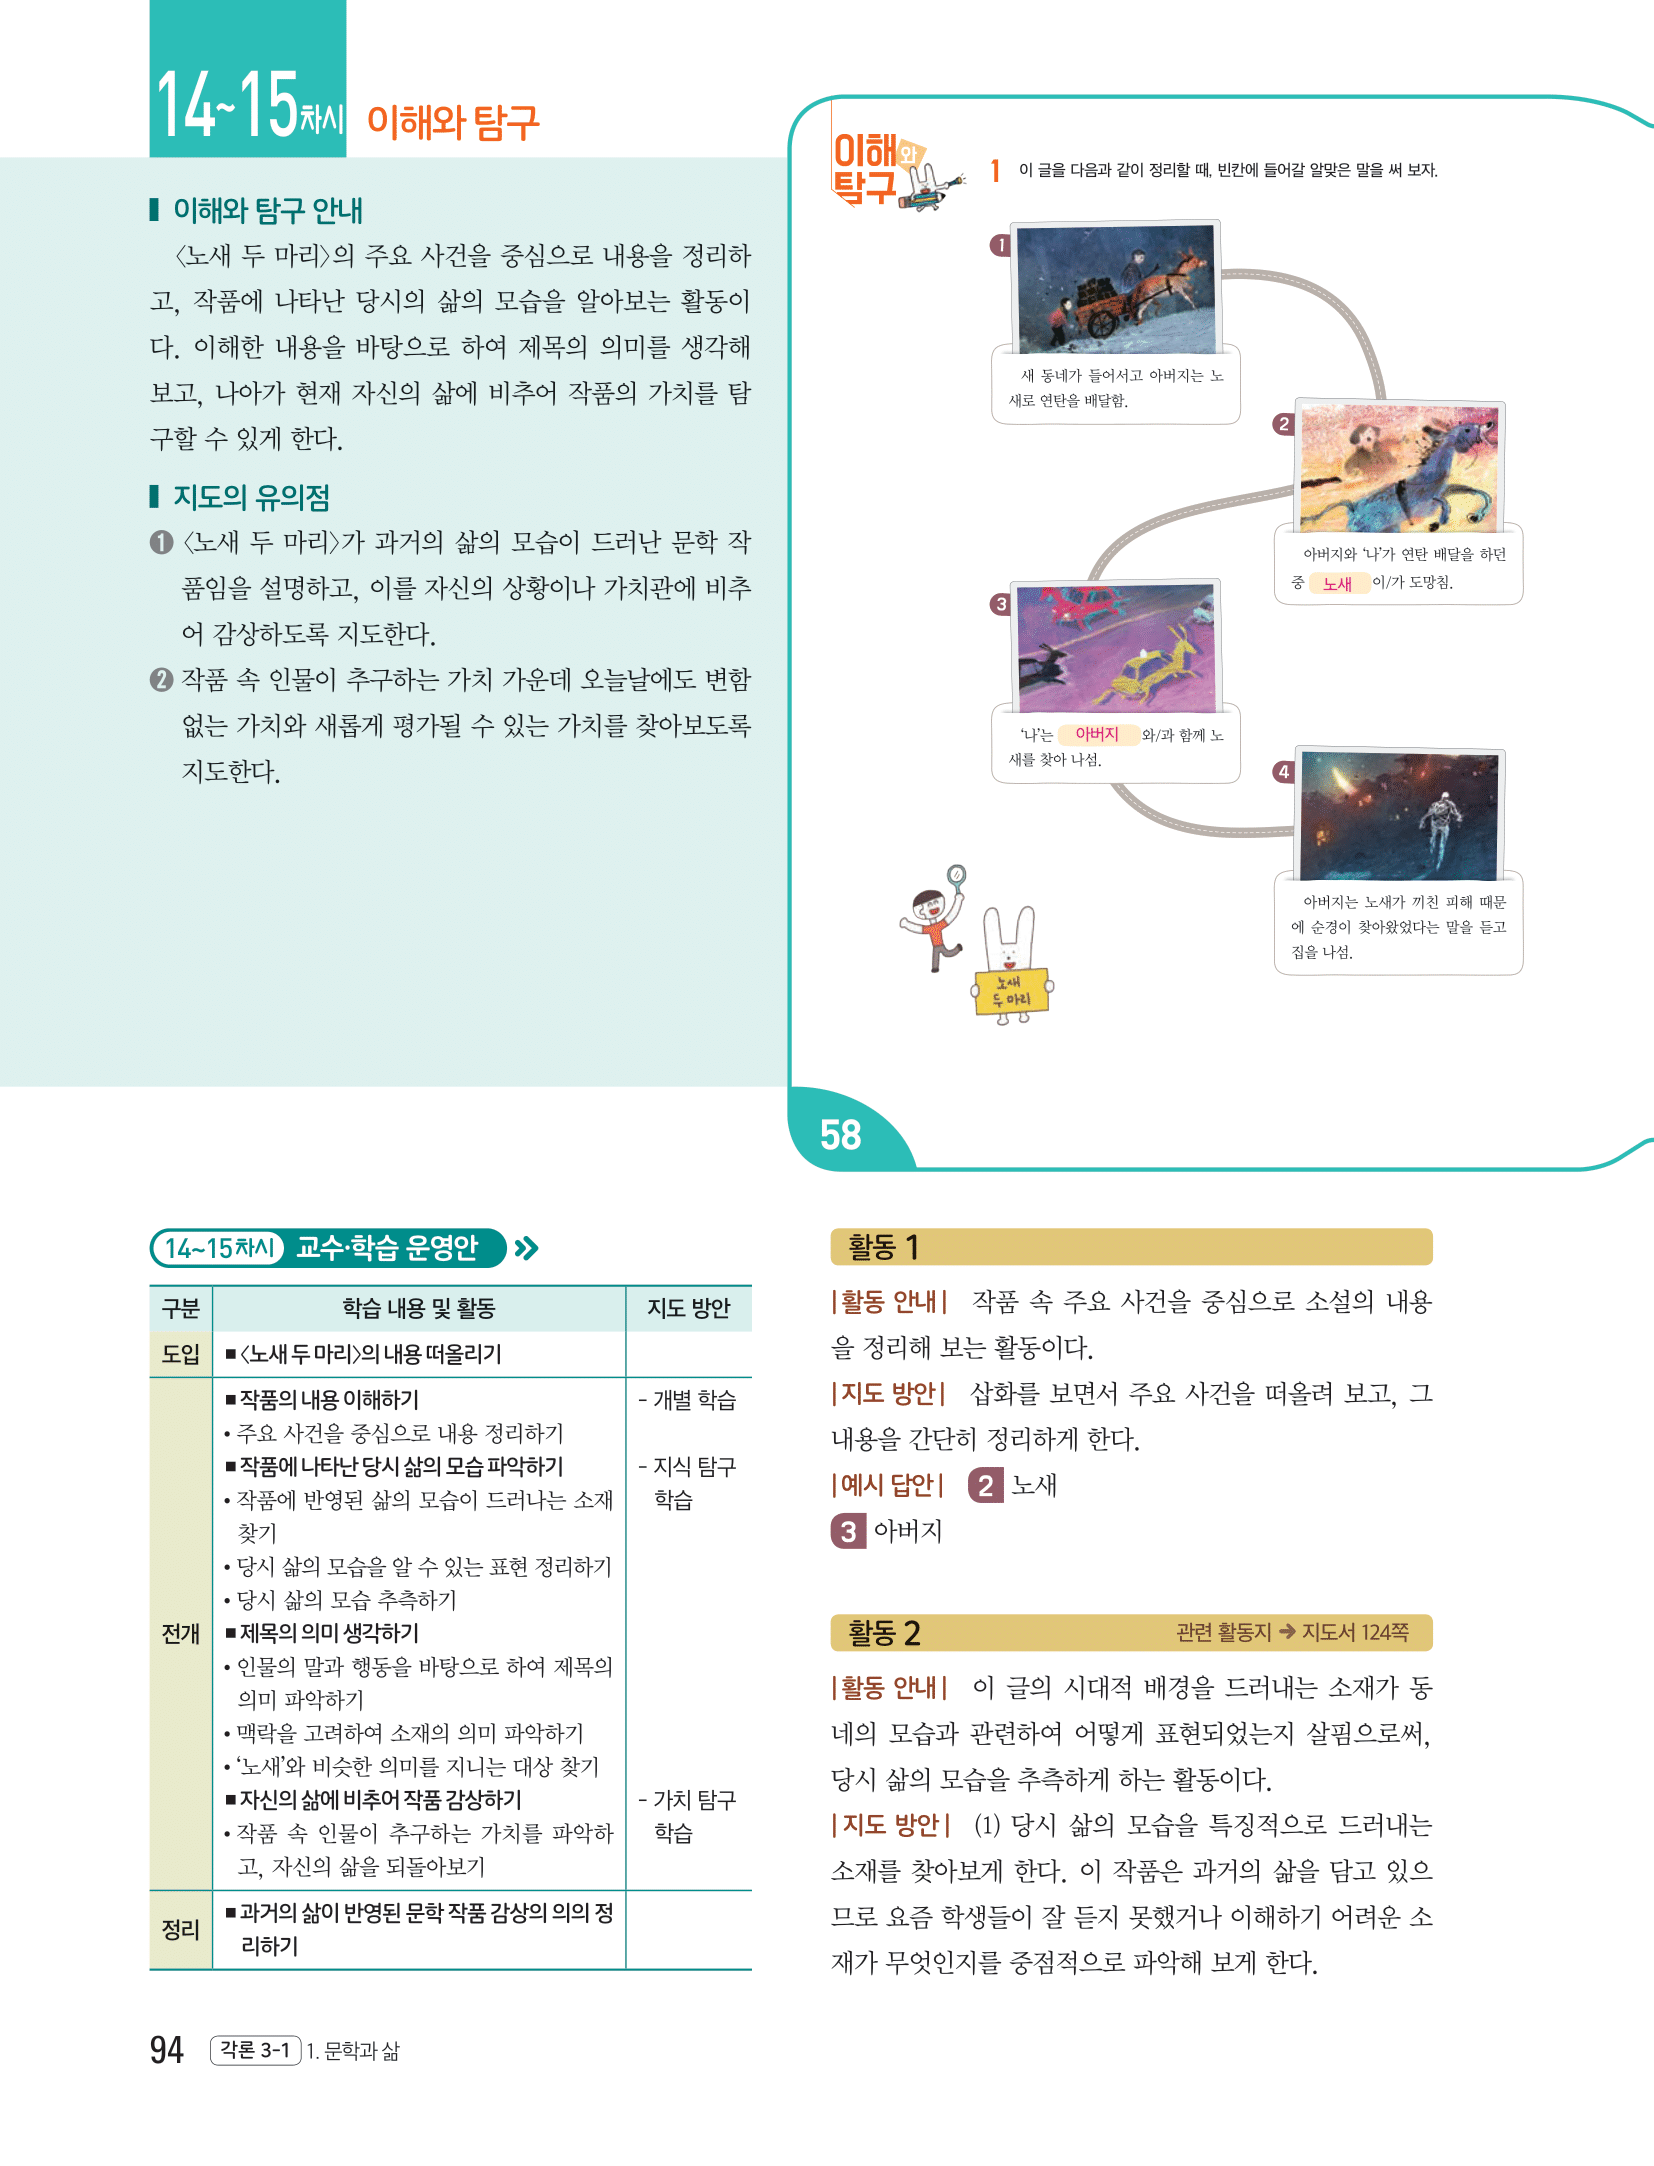 14~15차시 이해와 탐구
이해와 탐구 안내
〈노새 두 마리〉의 주요 사건을 중심으로 내용을 정리하
고, 작품에 나타난 당시의 삶의 모습을 알아보는 활동이
다. 이해한 내용을 바탕으로 하여 제목의 의미를 생각해
보고, 나아가 현재 자신의 삶에 비추어 작품의 가치를 탐
구할 수 있게 한다.
지도의 유의점
❶ 〈노새 두 마리〉가 과거의 삶의 모습이 드러난 문학 작
품임을 설명하고, 이를 자신의 상황이나 가치관에 비추
어 감상하도록 지도한다.
❷ 작품 속 인물이 추구하는 가치 가운데 오늘날에도 변함
없는 가치와 새롭게 평가될 수 있는 가치를 찾아보도록
지도한다.
이해와
탐구
1 이 글을 다음과 같이 정리할 때, 빈칸에 들어갈 알맞은 말을 써 보자.
1
새 동네가 들어서고 아버지는 노
새로 연탄을 배달함.
2
아버지와 ‘나’가 연탄 배달을 하던
중 노새 이/가 도망침.
3
‘나’는 아버지 와/과 함께 노
새를 찾아 나섬.
4
아버지는 노새가 끼친 피해 때문
에 순경이 찾아왔었다는 말을 듣고
집을 나섬.
노새
두 마리
58
14~15차시 교수·학습 운영안
구분 학습 내용 및 활동 지도 방안
도입 ■〈노새 두 마리〉의 내용 떠올리기
■작품의 내용 이해하기 - 개별 학습
• 주요 사건을 중심으로 내용 정리하기
■작품에 나타난 당시 삶의 모습 파악하기 - 지식 탐구
• 작품에 반영된 삶의 모습이 드러나는 소재 학습
찾기
• 당시 삶의 모습을 알 수 있는 표현 정리하기
• 당시 삶의 모습 추측하기
전개 ■제목의 의미 생각하기
• 인물의 말과 행동을 바탕으로 하여 제목의
의미 파악하기
• 맥락을 고려하여 소재의 의미 파악하기
• ‘노새’와 비슷한 의미를 지니는 대상 찾기
■자신의 삶에 비추어 작품 감상하기 - 가치 탐구
• 작품 속 인물이 추구하는 가치를 파악하 학습
고, 자신의 삶을 되돌아보기
정리 ■과거의 삶이 반영된 문학 작품 감상의 의의 정
리하기
활동 1
|활동 안내| 작품 속 주요 사건을 중심으로 소설의 내용
을 정리해 보는 활동이다.
|지도 방안| 삽화를 보면서 주요 사건을 떠올려 보고, 그
내용을 간단히 정리하게 한다.
|예시 답안| 2 노새
3 아버지
활동 2 관련 활동지 ➔ 지도서 124쪽
|활동 안내| 이 글의 시대적 배경을 드러내는 소재가 동
네의 모습과 관련하여 어떻게 표현되었는지 살핌으로써,
당시 삶의 모습을 추측하게 하는 활동이다.
|지도 방안| (1) 당시 삶의 모습을 특징적으로 드러내는
소재를 찾아보게 한다. 이 작품은 과거의 삶을 담고 있으
므로 요즘 학생들이 잘 듣지 못했거나 이해하기 어려운 소
재가 무엇인지를 중점적으로 파악해 보게 한다.
94 각론 3-1 1. 문학과 삶